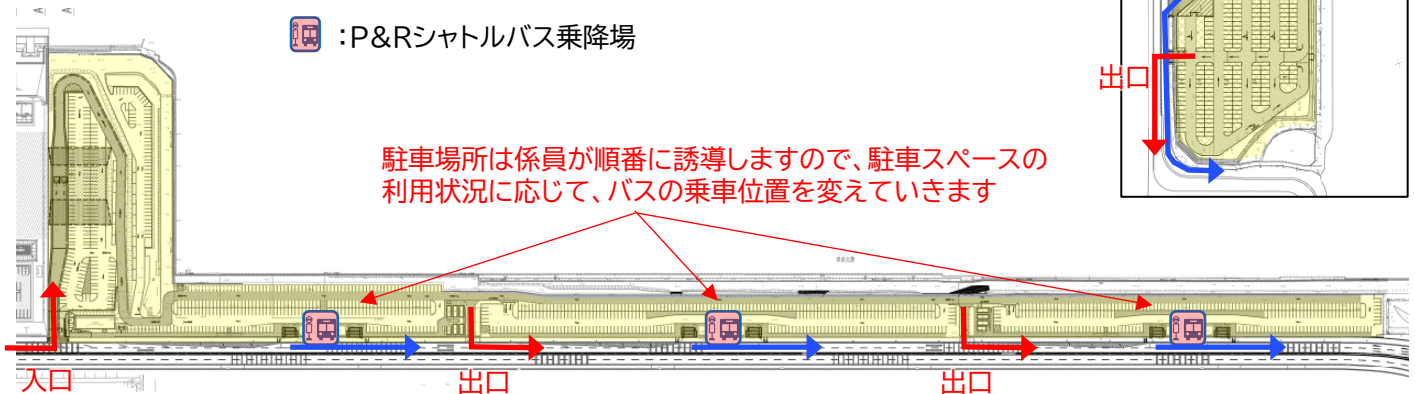 ：P&Rシャトルバス乗降場
出口
駐車場所は係員が順番に誘導しますので、駐車スペースの
利用状況に応じて、バスの乗車位置を変えていきます
入口
出口
出口